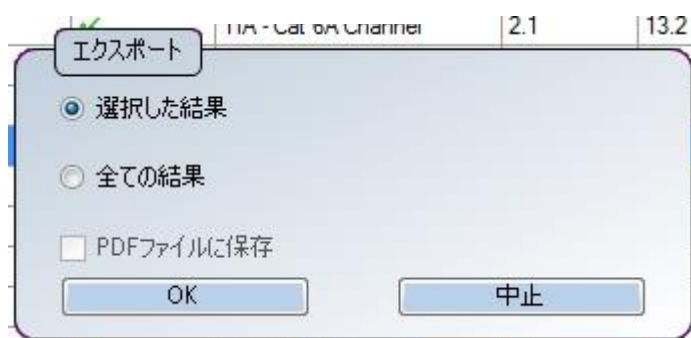 TIA - Cat 6A Channel 2.1 13.2
エクスポート
選択した結果
全ての結果
PDFファイルに保存
OK 中止